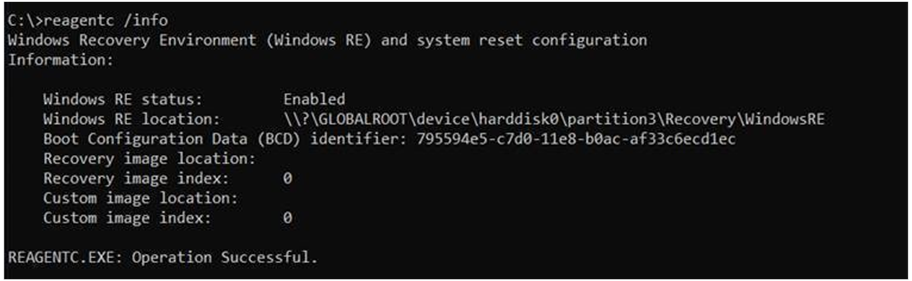 C:\>reagentc /info
Windows Recovery Environment (Windows RE) and system reset configuration
Information:
Windows RE status: Enabled
Windows RE location: \\?\GLOBALROOT\device\harddisk0\partition3\Recovery\WindowsRE
Boot Configuration Data (BCD) identifier: 795594e5-c7d0-11e8-b0ac-af33c6ecd1ec
Recovery image location:
Recovery image index: 0
Custom image location:
Custom image index: 0
REAGENTC.EXE: Operation Successful.